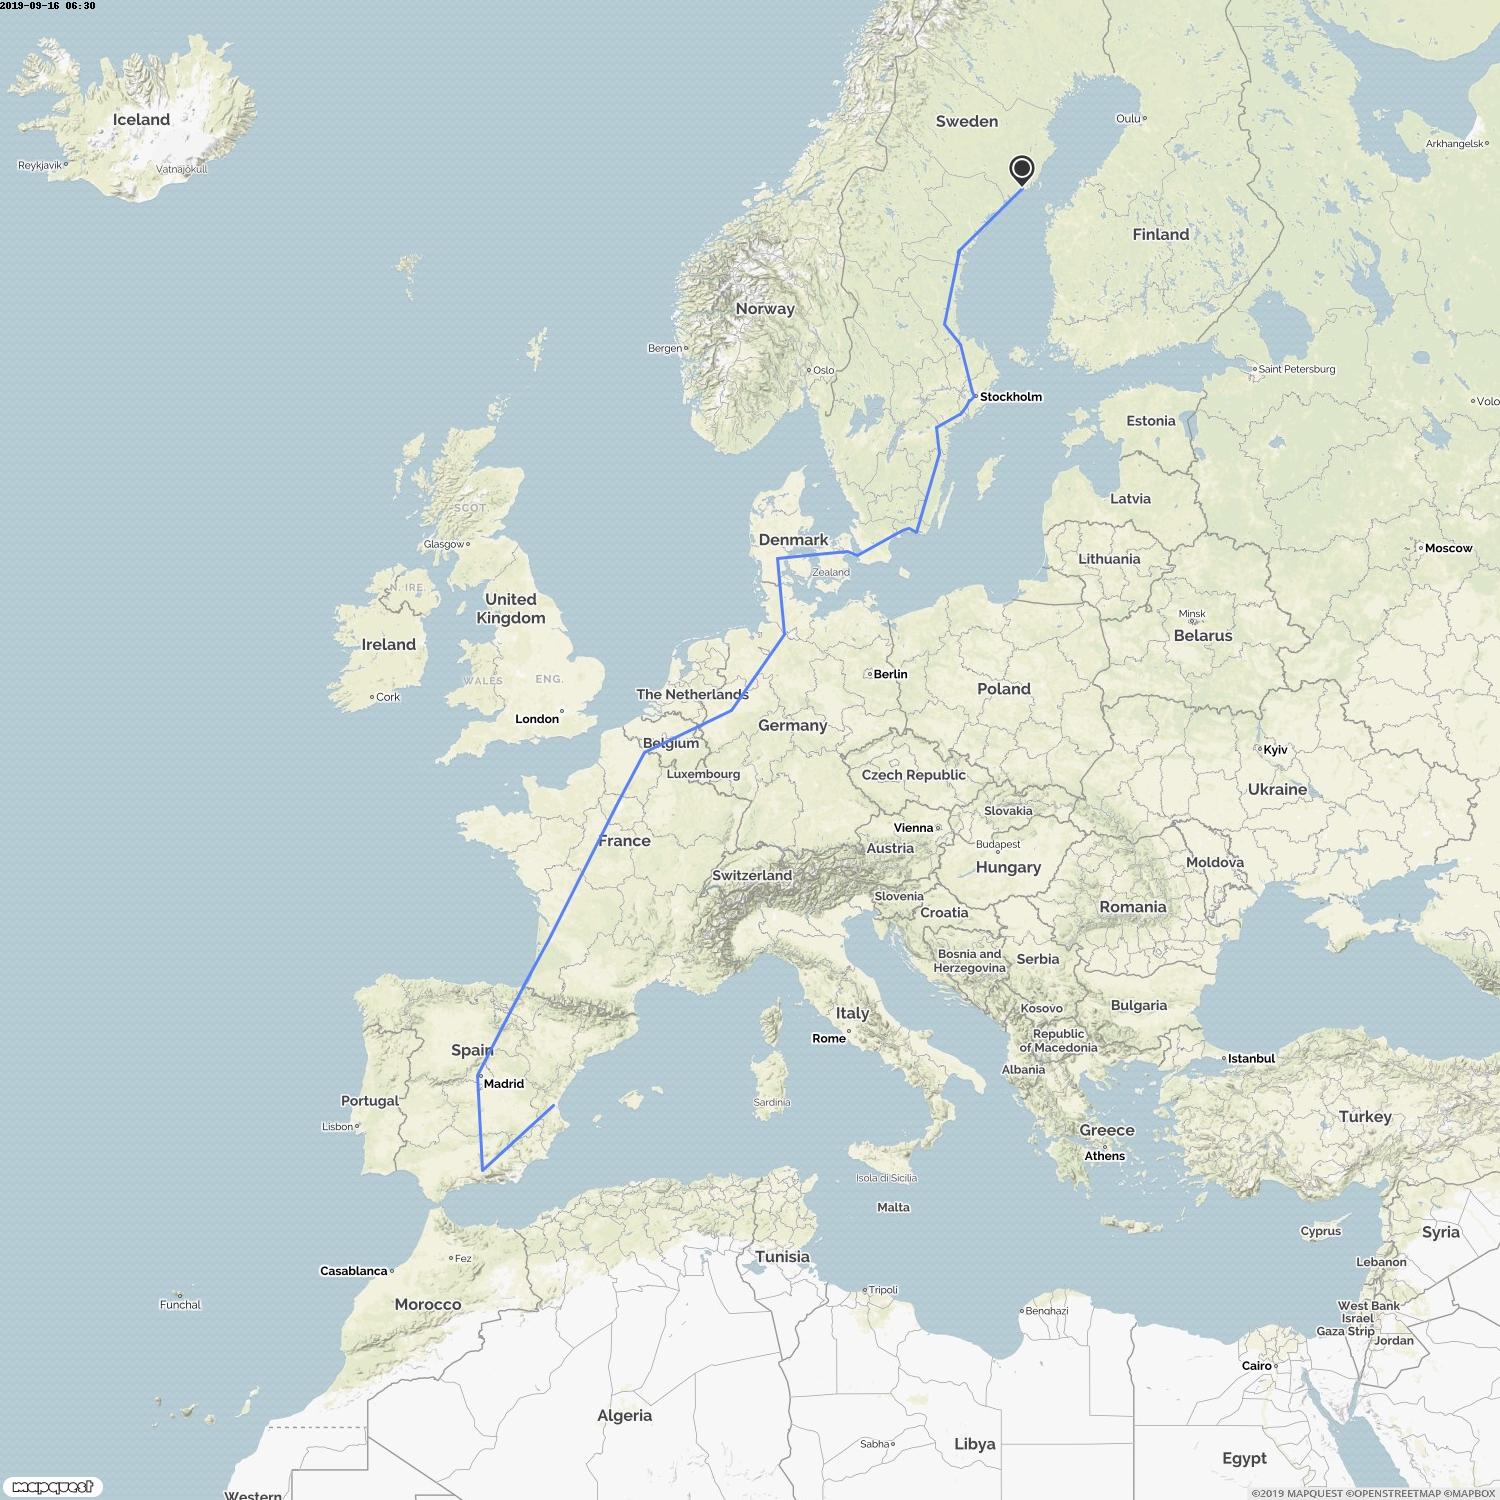 2019-09-16 06:30
Iceland
Reykjavik
Vatnajökull
Sweden
Oulu
Arkhangelsk
Finland
Norway
Bergen
Oslo
Saint Petersburg
Stockholm
Volo
Estonia
SCOT.
Latvia
Glasgow
Denmark
Zealand
Lithuania
Moscow
N. IRE.
United
Kingdom
Minsk
Belarus
Ireland
WALES
ENG.
Cork
The Netherlands
Berlin
Poland
London
Germany
Belgium
Kyiv
Luxembourg
Czech Republic
Ukraine
Slovakia
Vienna
France
Austria
Budapest
Hungary
Moldova
Switzerland
Slovenia
Croatia
Romania
Bosnia and
Herzegovina
Serbia
Italy
Kosovo
Bulgaria
Rome
Republic
of Macedonia
Spain
Istanbul
Albania
Madrid
Portugal
Sardinia
Lisbon
Turkey
Greece
Athens
Isola di Sicilia
Malta
Cyprus
Syria
Fez
Tunisia
Lebanon
Casablanca
Tripoli
Funchal
Morocco
Benghazi
West Bank
Israel
Gaza Strip
Jordan
Cairo
Algeria
Sabha
Libya
Egypt
mapquest
Western
©2019 MAPQUEST ©OPENSTREETMAP ©MAPBOX